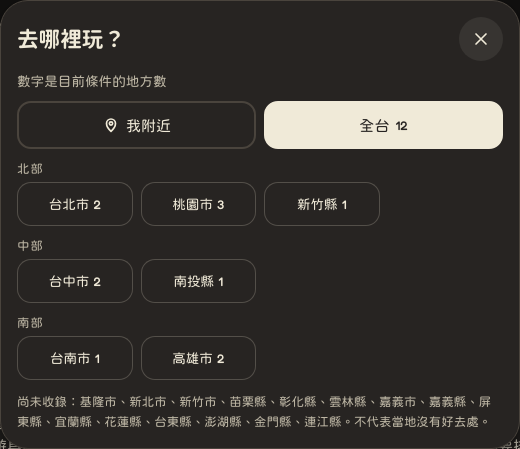 去哪裡玩？
數字是目前條件的地方數
我附近
全台 12
北部
台北市 2
桃園市 3
新竹縣 1
中部
台中市 2
南投縣 1
南部
台南市 1
高雄市 2
尚未收錄：基隆市、新北市、新竹市、苗栗縣、彰化縣、雲林縣、嘉義市、嘉義縣、屏
東縣、宜蘭縣、花蓮縣、台東縣、澎湖縣、金門縣、連江縣。不代表當地沒有好去處。